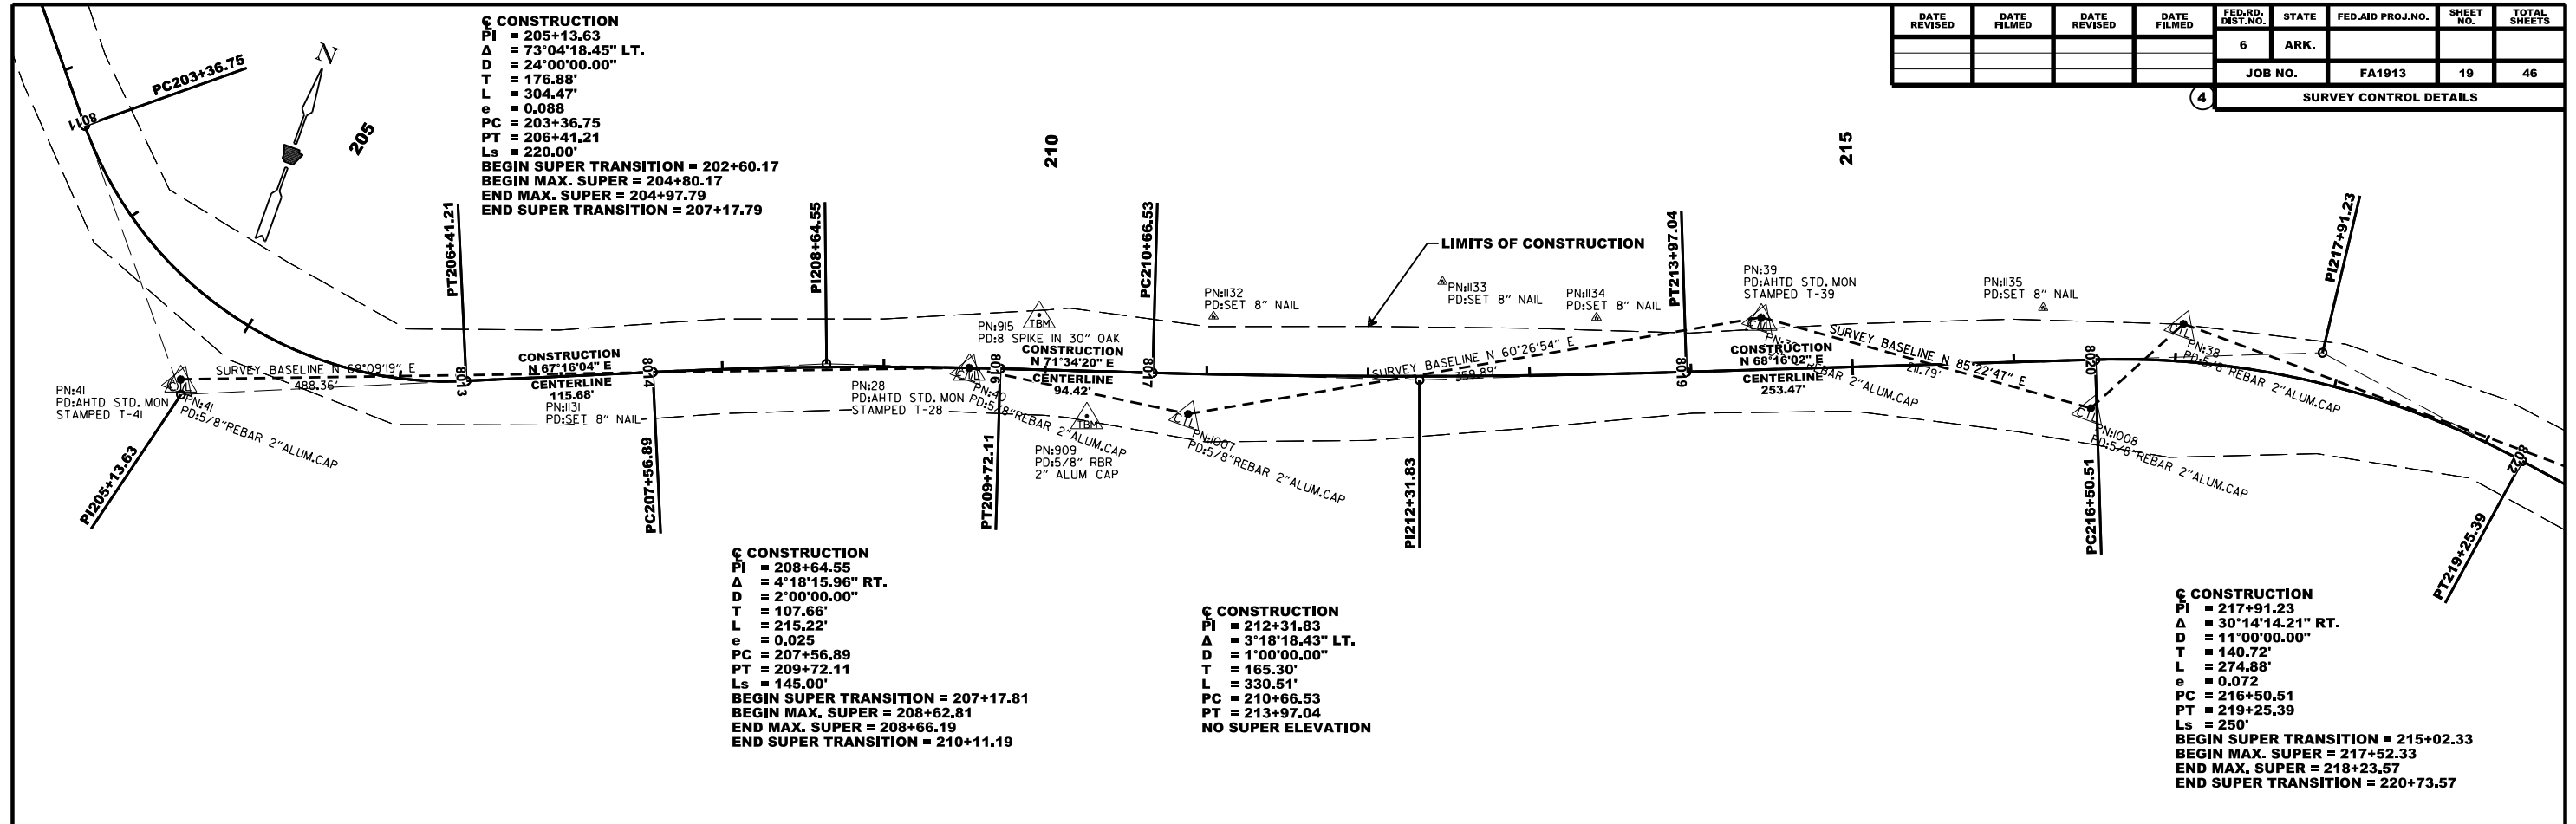 DATE REVISED
DATE FILMED
DATE REVISED
DATE FILMED
FED.RD. DIST.NO.
STATE
FED.AID PROJ.NO.
SHEET NO.
TOTAL SHEETS
6
ARK.
JOB NO.
FA1913
19
46
4
SURVEY CONTROL DETAILS
℄ CONSTRUCTION
PI = 205+13.63
Δ = 73°04'18.45" LT.
D = 24°00'00.00"
T = 176.88'
L = 304.47'
e = 0.088
PC = 203+36.75
PT = 206+41.21
Ls = 220.00'
BEGIN SUPER TRANSITION = 202+60.17
BEGIN MAX. SUPER = 204+80.17
END MAX. SUPER = 204+97.79
END SUPER TRANSITION = 207+17.79
N
205
210
215
PC203+36.75
8011
PT206+41.21
PI208+64.55
PC210+66.53
LIMITS OF CONSTRUCTION
PT213+97.04
PI217+91.23
PN:1132
PD:SET 8" NAIL
PN:1133
PD:SET 8" NAIL
PN:1134
PD:SET 8" NAIL
PN:39
PD:AHTD STD. MON
STAMPED T-39
PN:1135
PD:SET 8" NAIL
PN:915
PD:8 SPIKE IN 30" OAK
TBM
SURVEY BASELINE N 69°09'19" E
488.36'
CONSTRUCTION
N 67°16'04" E
CENTERLINE
115.68'
CONSTRUCTION
N 71°34'20" E
CENTERLINE
94.42'
SURVEY BASELINE N 60°26'54" E
359.89'
CONSTRUCTION
N 68°16'02" E
CENTERLINE
253.47'
SURVEY BASELINE N 85°22'47" E
211.79'
8013
8014
8016
8017
8019
8020
8022
PN:41
PD:AHTD STD. MON
STAMPED T-41
PN:41
PD:5/8"REBAR 2"ALUM.CAP
PN:1131
PD:SET 8" NAIL
PN:28
PD:AHTD STD. MON
STAMPED T-28
PN:40
PD:5/8"REBAR 2"ALUM.CAP
TBM
PN:909
PD:5/8" RBR
2" ALUM CAP
CTL
PN:1007
PD:5/8"REBAR 2"ALUM.CAP
REBAR 2"ALUM.CAP
CTL
PN:38
PD:5/8"REBAR 2"ALUM.CAP
CTL
PN:1008
PD:5/8"REBAR 2"ALUM.CAP
PI205+13.63
PC207+56.89
PT209+72.11
PI212+31.83
PC216+50.51
PT219+25.39
℄ CONSTRUCTION
PI = 208+64.55
Δ = 4°18'15.96" RT.
D = 2°00'00.00"
T = 107.66'
L = 215.22'
e = 0.025
PC = 207+56.89
PT = 209+72.11
Ls = 145.00'
BEGIN SUPER TRANSITION = 207+17.81
BEGIN MAX. SUPER = 208+62.81
END MAX. SUPER = 208+66.19
END SUPER TRANSITION = 210+11.19
℄ CONSTRUCTION
PI = 212+31.83
Δ = 3°18'18.43" LT.
D = 1°00'00.00"
T = 165.30'
L = 330.51'
PC = 210+66.53
PT = 213+97.04
NO SUPER ELEVATION
℄ CONSTRUCTION
PI = 217+91.23
Δ = 30°14'14.21" RT.
D = 11°00'00.00"
T = 140.72'
L = 274.88'
e = 0.072
PC = 216+50.51
PT = 219+25.39
Ls = 250'
BEGIN SUPER TRANSITION = 215+02.33
BEGIN MAX. SUPER = 217+52.33
END MAX. SUPER = 218+23.57
END SUPER TRANSITION = 220+73.57